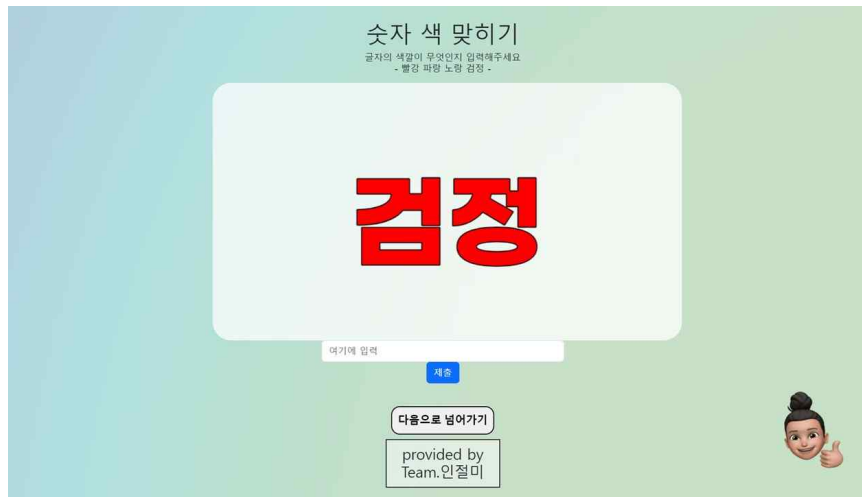 숫자 색 맞히기
글자의 색깔이 무엇인지 입력해주세요
- 빨강 파랑 노랑 검정 -
검정
여기에 입력
제출
다음으로 넘어가기
provided by
Team.인절미